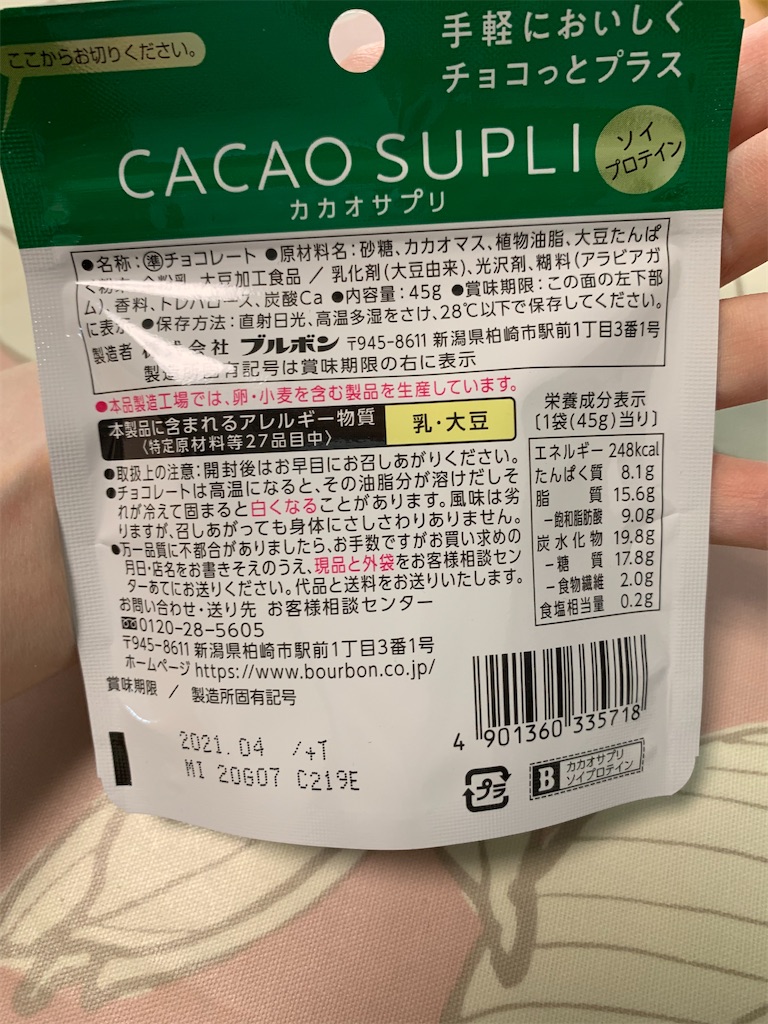 ここからお切りください。
手軽においしく
チョコっとプラス
CACAO SUPLI
ソイ
プロテイン
カカオサプリ
●名称：準チョコレート ●原材料名：砂糖、カカオマス、植物油脂、大豆たんぱ
く粉末、 大豆加工食品 ／ 乳化剤(大豆由来)、光沢剤、糊料(アラビアガ
ム)、香料、トレハロース、炭酸Ca ●内容量：45g ●賞味期限：この面の左下部
に表示 ●保存方法：直射日光、高温多湿をさけ、28℃以下で保存してください。
製造者 株式会社 ブルボン 〒945-8611 新潟県柏崎市駅前1丁目3番1号
製造所固有記号は賞味期限の右に表示
●本品製造工場では、卵・小麦を含む製品を生産しています。
本製品に含まれるアレルギー物質
〈特定原材料等27品目中〉
乳・大豆
●取扱上の注意：開封後はお早目にお召しあがりください。
●チョコレートは高温になると、その油脂分が溶けだしそ
れが冷えて固まると白くなることがあります。風味は劣
りますが、召しあがっても身体にさしさわりありません。
●万一品質に不都合がありましたら、お手数ですがお買い求めの
月日・店名をお書きそえのうえ、現品と外袋をお客様相談セン
ターあてにお送りください。代品と送料をお送りいたします。
お問い合わせ・送り先 お客様相談センター
0120-28-5605
〒945-8611 新潟県柏崎市駅前1丁目3番1号
ホームページ https://www.bourbon.co.jp/
賞味期限 ／ 製造所固有記号
2021.04 /+T
MI 20G07 C219E
栄養成分表示
〔1袋(45g)当り〕
エネルギー 248kcal
たんぱく質 8.1g
脂質 15.6g
－飽和脂肪酸 9.0g
炭水化物 19.8g
－糖質 17.8g
－食物繊維 2.0g
食塩相当量 0.2g
4 901360 335718
プラ
B
カカオサプリ
ソイプロテイン